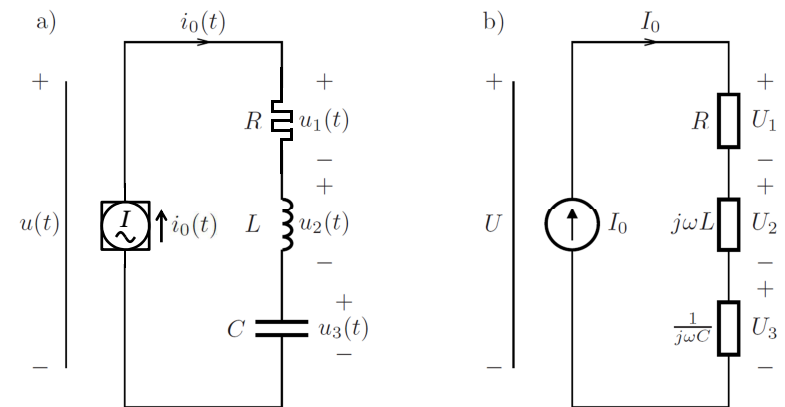 a)
i₀(t)
+
+
R
u₁(t)
−
+
u(t)
I
i₀(t)
L
u₂(t)
−
+
C
u₃(t)
−
−
b)
I₀
+
+
R
U₁
−
+
U
I₀
jωL
U₂
−
+
1
jωC
U₃
−
−